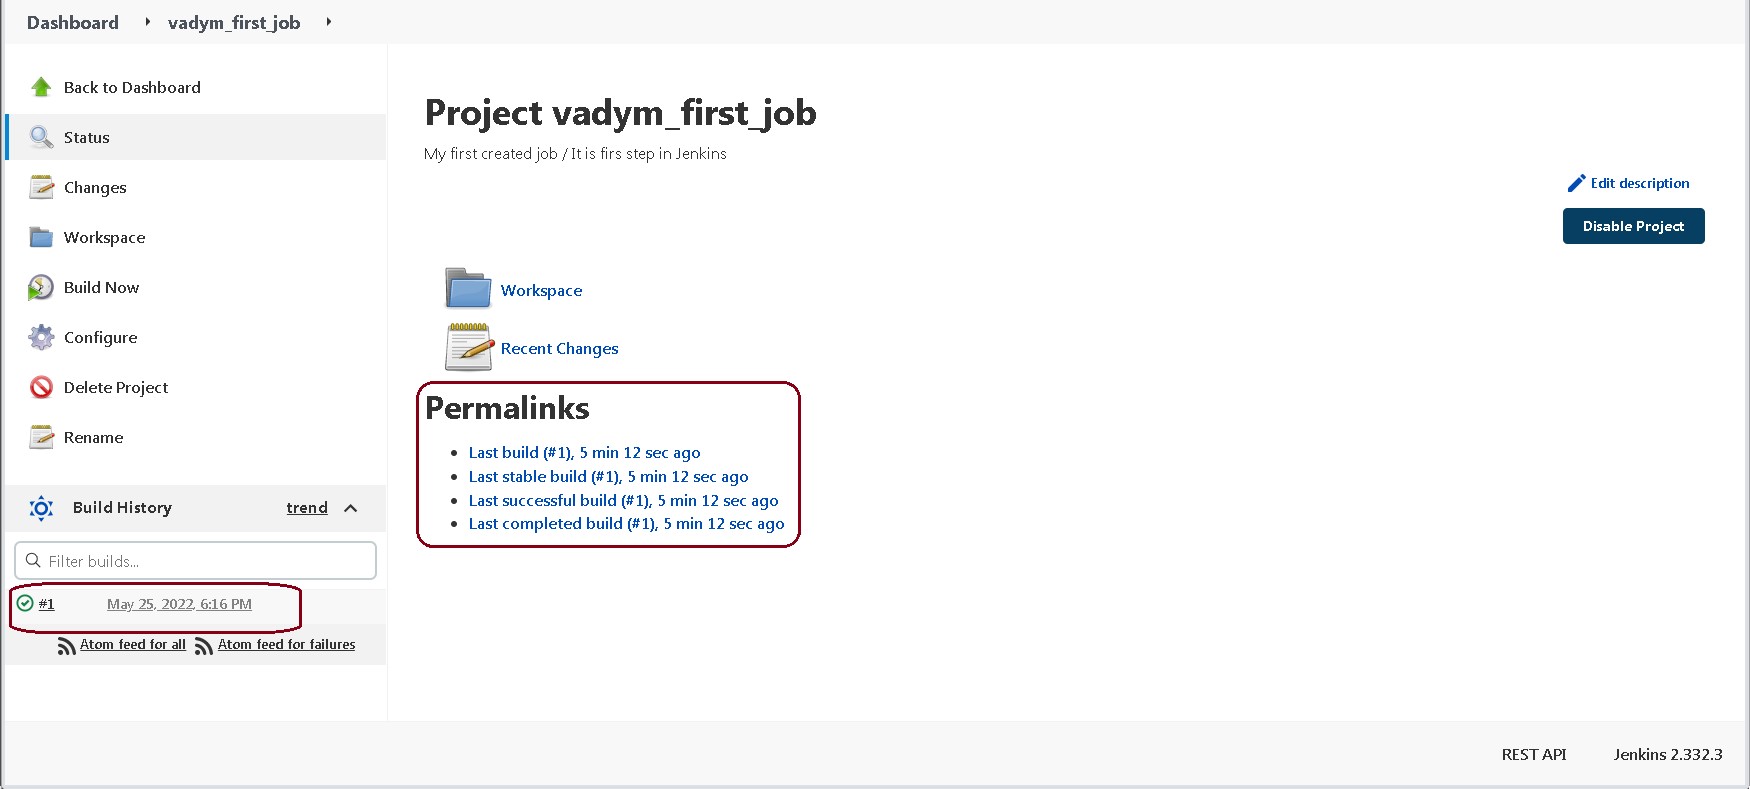 Dashboard vadym_first_job
Back to Dashboard
Status
Changes
Workspace
Build Now
Configure
Delete Project
Rename
Build History trend
Filter builds...
#1 May 25, 2022, 6:16 PM
Atom feed for all Atom feed for failures
Project vadym_first_job
My first created job / It is firs step in Jenkins
Edit description
Disable Project
Workspace
Recent Changes
Permalinks
Last build (#1), 5 min 12 sec ago
Last stable build (#1), 5 min 12 sec ago
Last successful build (#1), 5 min 12 sec ago
Last completed build (#1), 5 min 12 sec ago
REST API Jenkins 2.332.3